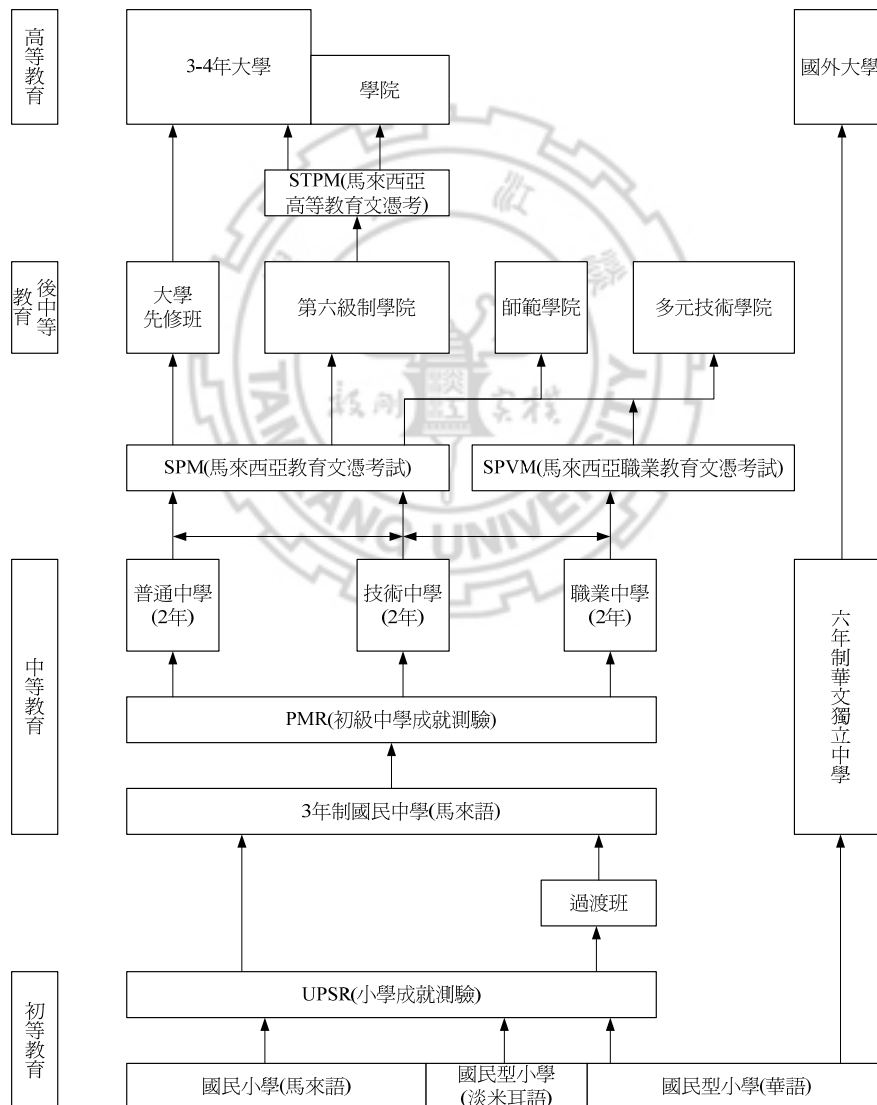 高等教育
3-4年大學
學院
國外大學
STPM(馬來西亞
高等教育文憑考)
後中等
教育
大學
先修班
第六級制學院
師範學院
多元技術學院
SPM(馬來西亞教育文憑考試)
SPVM(馬來西亞職業教育文憑考試)
中等教育
普通中學
(2年)
技術中學
(2年)
職業中學
(2年)
六年制華文獨立中學
PMR(初級中學成就測驗)
3年制國民中學(馬來語)
過渡班
初等教育
UPSR(小學成就測驗)
國民小學(馬來語)
國民型小學
(淡米耳語)
國民型小學(華語)
江
淡
TAMKANG UNIVERSITY